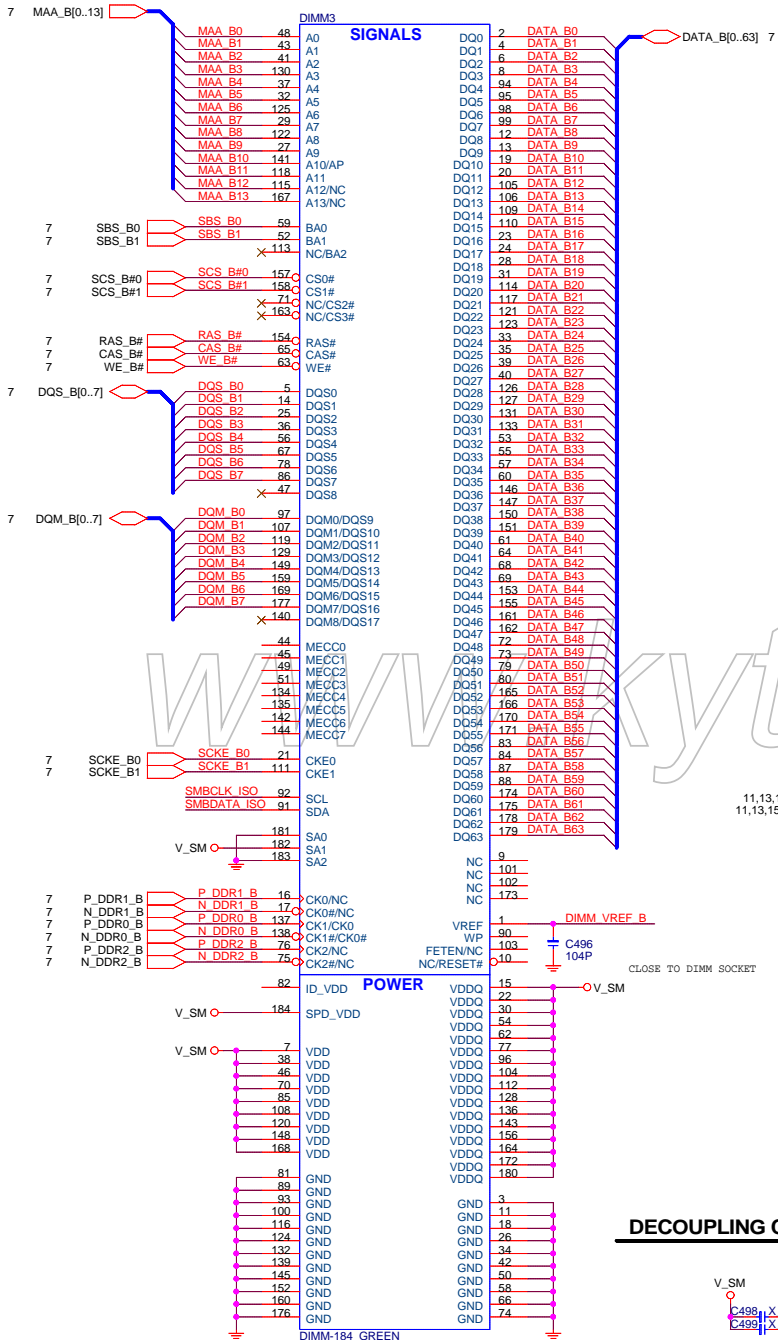 DIMM3
SIGNALS
7 MAA_B[0..13]
MAA_B0 48 A0
MAA_B1 43 A1
MAA_B2 41 A2
MAA_B3 130 A3
MAA_B4 37 A4
MAA_B5 32 A5
MAA_B6 125 A6
MAA_B7 29 A7
MAA_B8 122 A8
MAA_B9 27 A9
MAA_B10 141 A10/AP
MAA_B11 118 A11
MAA_B12 115 A12/NC
MAA_B13 167 A13/NC
7 SBS_B0 SBS_B0 59 BA0
7 SBS_B1 SBS_B1 52 BA1
113 NC/BA2
7 SCS_B#0 SCS_B#0 157 CS0#
7 SCS_B#1 SCS_B#1 158 CS1#
71 NC/CS2#
163 NC/CS3#
7 RAS_B# RAS_B# 154 RAS#
7 CAS_B# CAS_B# 65 CAS#
7 WE_B# WE_B# 63 WE#
7 DQS_B[0..7]
DQS_B0 5 DQS0
DQS_B1 14 DQS1
DQS_B2 25 DQS2
DQS_B3 36 DQS3
DQS_B4 56 DQS4
DQS_B5 67 DQS5
DQS_B6 78 DQS6
DQS_B7 86 DQS7
47 DQS8
7 DQM_B[0..7]
DQM_B0 97 DQM0/DQS9
DQM_B1 107 DQM1/DQS10
DQM_B2 119 DQM2/DQS11
DQM_B3 129 DQM3/DQS12
DQM_B4 149 DQM4/DQS13
DQM_B5 159 DQM5/DQS14
DQM_B6 169 DQM6/DQS15
DQM_B7 177 DQM7/DQS16
140 DQM8/DQS17
44 MECC0
45 MECC1
49 MECC2
51 MECC3
134 MECC4
135 MECC5
142 MECC6
144 MECC7
7 SCKE_B0 SCKE_B0 21 CKE0
7 SCKE_B1 SCKE_B1 111 CKE1
SMBCLK_ISO 92 SCL
SMBDATA_ISO 91 SDA
181 SA0
V_SM 182 SA1
183 SA2
7 P_DDR1_B P_DDR1_B 16 CK0/NC
7 N_DDR1_B N_DDR1_B 17 CK0#/NC
7 P_DDR0_B P_DDR0_B 137 CK1/CK0
7 N_DDR0_B N_DDR0_B 138 CK1#/CK0#
7 P_DDR2_B P_DDR2_B 76 CK2/NC
7 N_DDR2_B N_DDR2_B 75 CK2#/NC
DATA_B[0..63] 7
DQ0 2 DATA_B0
DQ1 4 DATA_B1
DQ2 6 DATA_B2
DQ3 8 DATA_B3
DQ4 94 DATA_B4
DQ5 95 DATA_B5
DQ6 98 DATA_B6
DQ7 99 DATA_B7
DQ8 12 DATA_B8
DQ9 13 DATA_B9
DQ10 19 DATA_B10
DQ11 20 DATA_B11
DQ12 105 DATA_B12
DQ13 106 DATA_B13
DQ14 109 DATA_B14
DQ15 110 DATA_B15
DQ16 23 DATA_B16
DQ17 24 DATA_B17
DQ18 28 DATA_B18
DQ19 31 DATA_B19
DQ20 114 DATA_B20
DQ21 117 DATA_B21
DQ22 121 DATA_B22
DQ23 123 DATA_B23
DQ24 33 DATA_B24
DQ25 35 DATA_B25
DQ26 39 DATA_B26
DQ27 40 DATA_B27
DQ28 126 DATA_B28
DQ29 127 DATA_B29
DQ30 131 DATA_B30
DQ31 133 DATA_B31
DQ32 53 DATA_B32
DQ33 55 DATA_B33
DQ34 57 DATA_B34
DQ35 60 DATA_B35
DQ36 146 DATA_B36
DQ37 147 DATA_B37
DQ38 150 DATA_B38
DQ39 151 DATA_B39
DQ40 61 DATA_B40
DQ41 64 DATA_B41
DQ42 68 DATA_B42
DQ43 69 DATA_B43
DQ44 153 DATA_B44
DQ45 155 DATA_B45
DQ46 161 DATA_B46
DQ47 162 DATA_B47
DQ48 72 DATA_B48
DQ49 73 DATA_B49
DQ50 79 DATA_B50
DQ51 80 DATA_B51
DQ52 165 DATA_B52
DQ53 166 DATA_B53
DQ54 170 DATA_B54
DQ55 171 DATA_B55
DQ56 83 DATA_B56
DQ57 84 DATA_B57
DQ58 87 DATA_B58
DQ59 88 DATA_B59
DQ60 174 DATA_B60
DQ61 175 DATA_B61
DQ62 178 DATA_B62
DQ63 179 DATA_B63
NC 9
NC 101
NC 102
NC 173
VREF 1 DIMM_VREF_B
WP 90
FETEN/NC 103
NC/RESET# 10
C496
104P
CLOSE TO DIMM SOCKET
11,13,1
11,13,15
www.kyt
POWER
82 ID_VDD
V_SM 184 SPD_VDD
V_SM 7 VDD
38 VDD
46 VDD
70 VDD
85 VDD
108 VDD
120 VDD
148 VDD
168 VDD
81 GND
89 GND
93 GND
100 GND
116 GND
124 GND
132 GND
139 GND
145 GND
152 GND
160 GND
176 GND
VDDQ 15 V_SM
VDDQ 22
VDDQ 30
VDDQ 54
VDDQ 62
VDDQ 77
VDDQ 96
VDDQ 104
VDDQ 112
VDDQ 128
VDDQ 136
VDDQ 143
VDDQ 156
VDDQ 164
VDDQ 172
VDDQ 180
GND 3
GND 11
GND 18
GND 26
GND 34
GND 42
GND 50
GND 58
GND 66
GND 74
DIMM-184_GREEN
DECOUPLING
V_SM
C498 X
C499 X